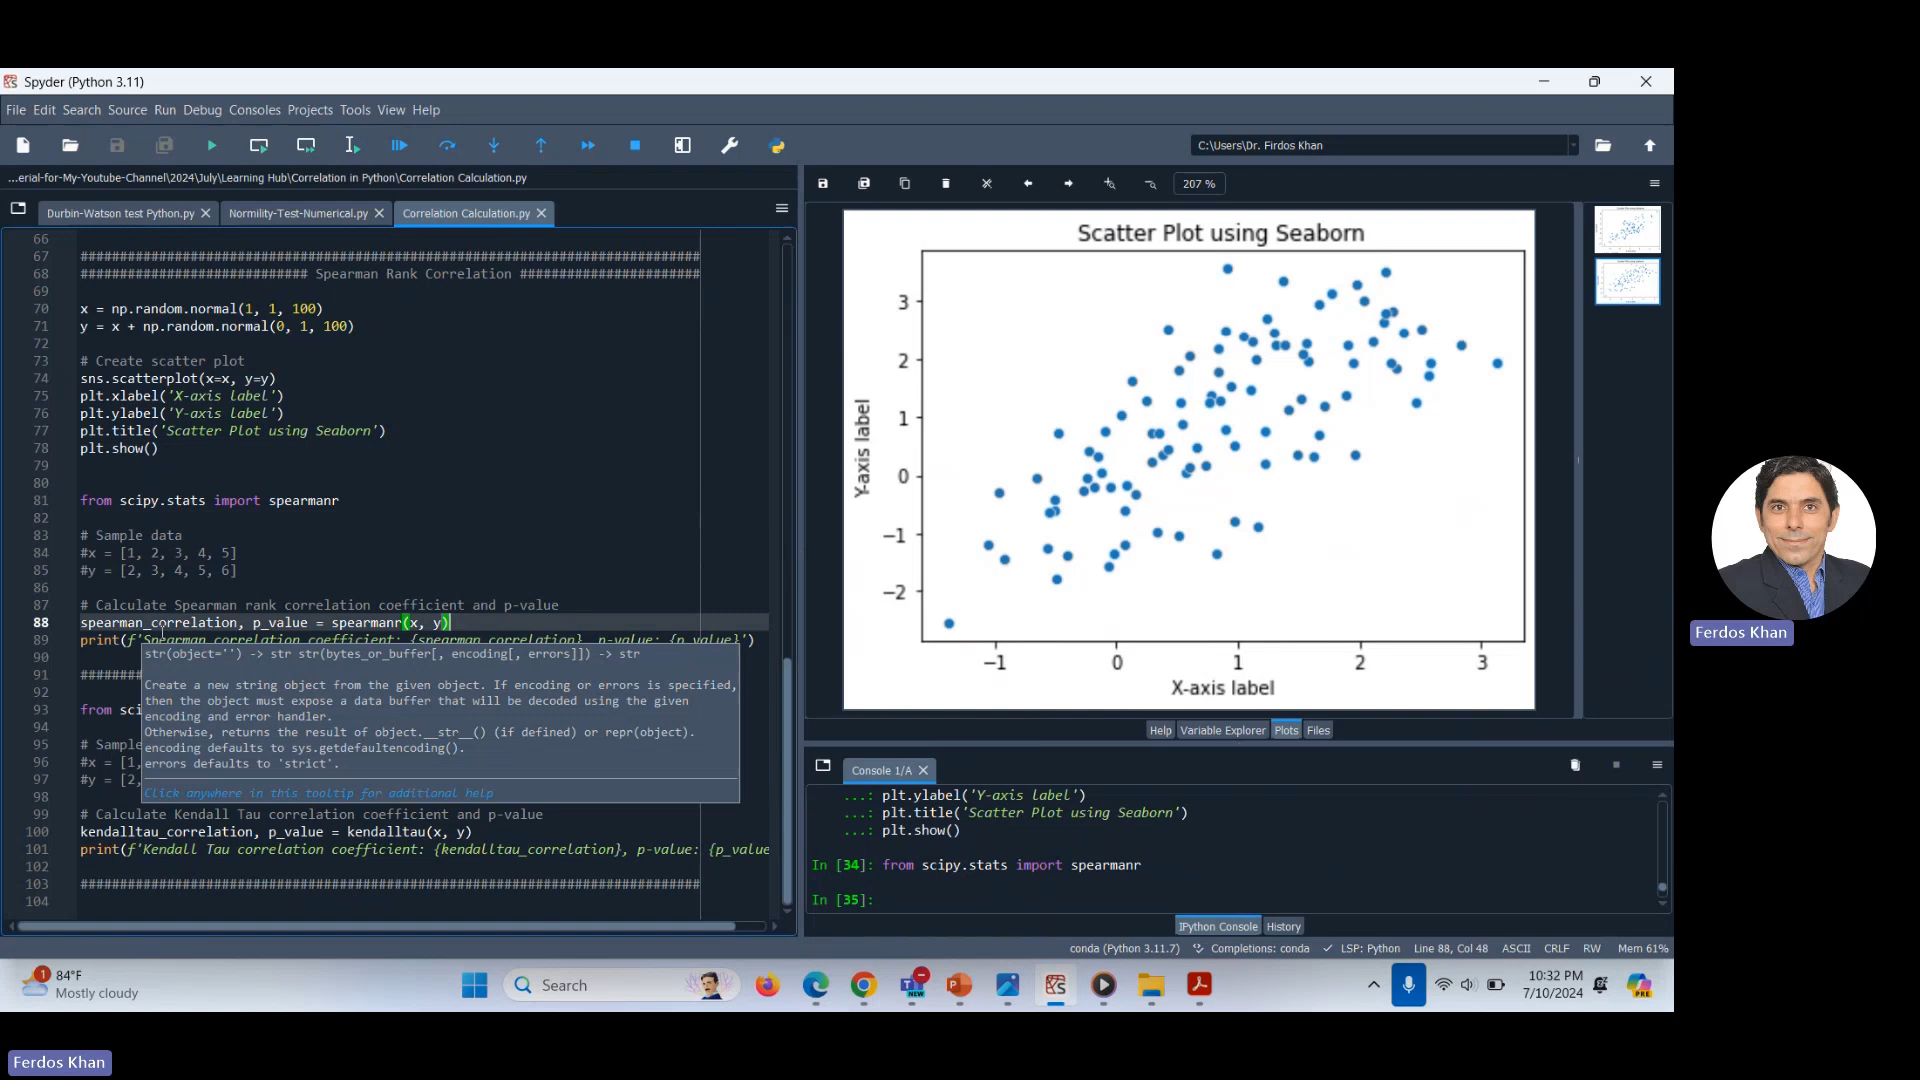 Spyder (Python 3.11)
File Edit Search Source Run Debug Consoles Projects Tools View Help
C:\Users\Dr. Firdos Khan
...erial-for-My-Youtube-Channel\2024\July\Learning Hub\Correlation in Python\Correlation Calculation.py
207 %
Durbin-Watson test Python.py
Normility-Test-Numerical.py
Correlation Calculation.py
66
67 ###############################################################################
68 ############################# Spearman Rank Correlation #######################
69
70 x = np.random.normal(1, 1, 100)
71 y = x + np.random.normal(0, 1, 100)
72
73 # Create scatter plot
74 sns.scatterplot(x=x, y=y)
75 plt.xlabel('X-axis label')
76 plt.ylabel('Y-axis label')
77 plt.title('Scatter Plot using Seaborn')
78 plt.show()
79
80
81 from scipy.stats import spearmanr
82
83 # Sample data
84 #x = [1, 2, 3, 4, 5]
85 #y = [2, 3, 4, 5, 6]
86
87 # Calculate Spearman rank correlation coefficient and p-value
88 spearman_correlation, p_value = spearmanr(x, y)
89 print(f'Spearman correlation coefficient: {spearman_correlation}, p-value: {p_value}')
90
91 ########
92
93 from sci
94
95 # Sample
96 #x = [1,
97 #y = [2,
98
99 # Calculate Kendall Tau correlation coefficient and p-value
100 kendalltau_correlation, p_value = kendalltau(x, y)
101 print(f'Kendall Tau correlation coefficient: {kendalltau_correlation}, p-value: {p_value
102
103 ###############################################################################
104
str(object='') -> str str(bytes_or_buffer[, encoding[, errors]]) -> str
Create a new string object from the given object. If encoding or errors is specified,
then the object must expose a data buffer that will be decoded using the given
encoding and error handler.
Otherwise, returns the result of object.__str__() (if defined) or repr(object).
encoding defaults to sys.getdefaultencoding().
errors defaults to 'strict'.
Click anywhere in this tooltip for additional help
Scatter Plot using Seaborn
Y-axis label
3
2
1
0
−1
−2
−1 0 1 2 3
X-axis label
Help Variable Explorer Plots Files
Console 1/A
...: plt.ylabel('Y-axis label')
...: plt.title('Scatter Plot using Seaborn')
...: plt.show()
In [34]: from scipy.stats import spearmanr
In [35]:
IPython Console History
conda (Python 3.11.7) Completions: conda LSP: Python Line 88, Col 48 ASCII CRLF RW Mem 61%
1
84°F
Mostly cloudy
Search
NEW
PRE
10:32 PM
7/10/2024
Ferdos Khan
Ferdos Khan